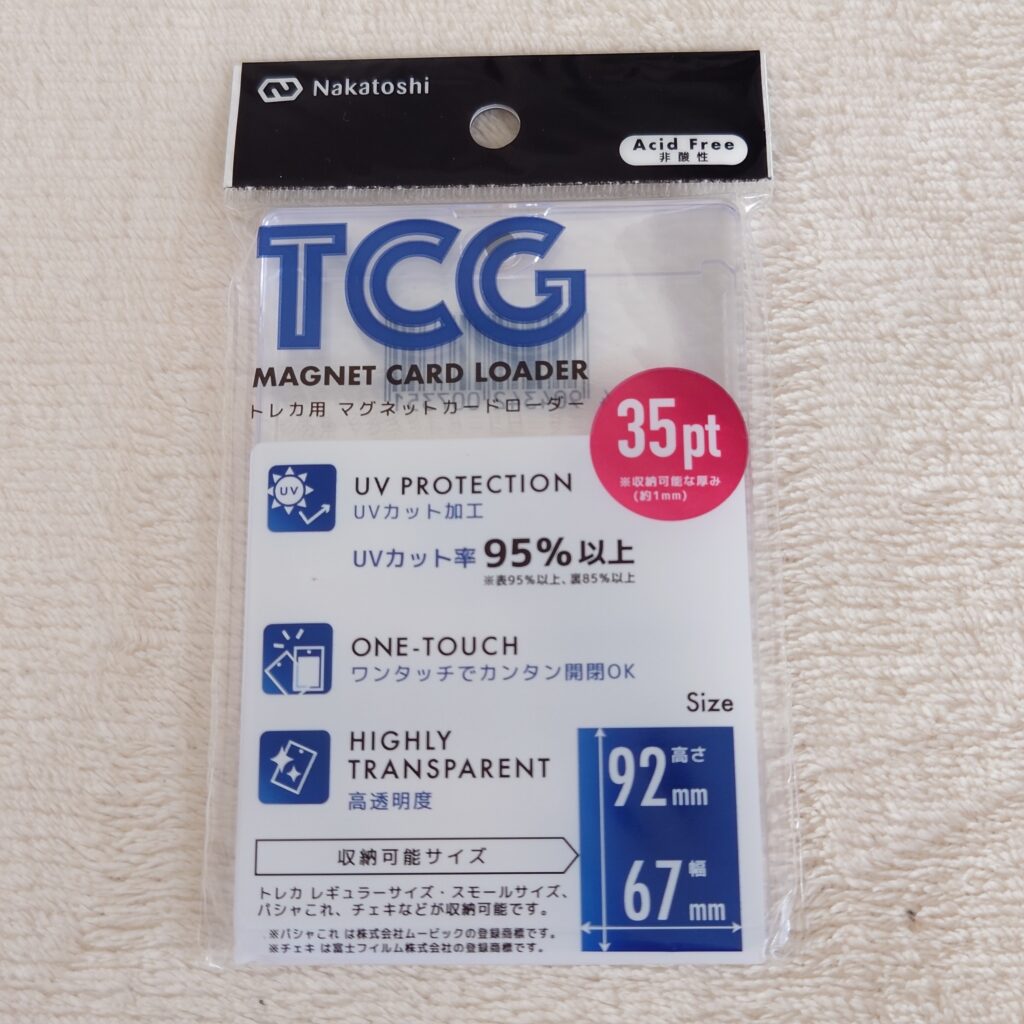 Nakatoshi
Acid Free
非酸性
TCG
MAGNET CARD LOADER
トレカ用 マグネットカードローダー
35pt
※収納可能な厚み
(約1mm)
UV
UV PROTECTION
UVカット加工
UVカット率 95%以上
※表95%以上、裏85%以上
ONE-TOUCH
ワンタッチでカンタン開閉OK
HIGHLY
TRANSPARENT
高透明度
Size
92mm 高さ
67mm 幅
収納可能サイズ
トレカ レギュラーサイズ・スモールサイズ、
パシャこれ、チェキなどが収納可能です。
※パシャこれ は株式会社ムービックの登録商標です。
※チェキ は富士フイルム株式会社の登録商標です。